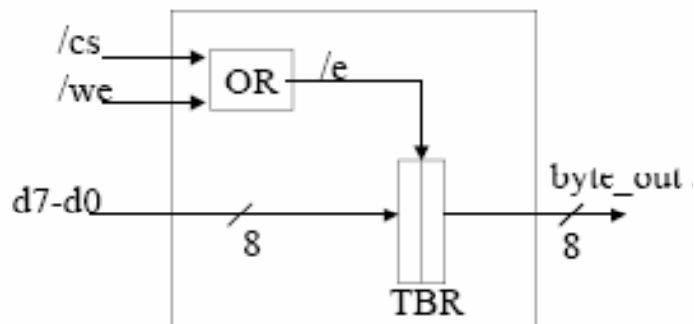 /cs
OR
/e
/we
d7-d0
8
byte_out
8
TBR